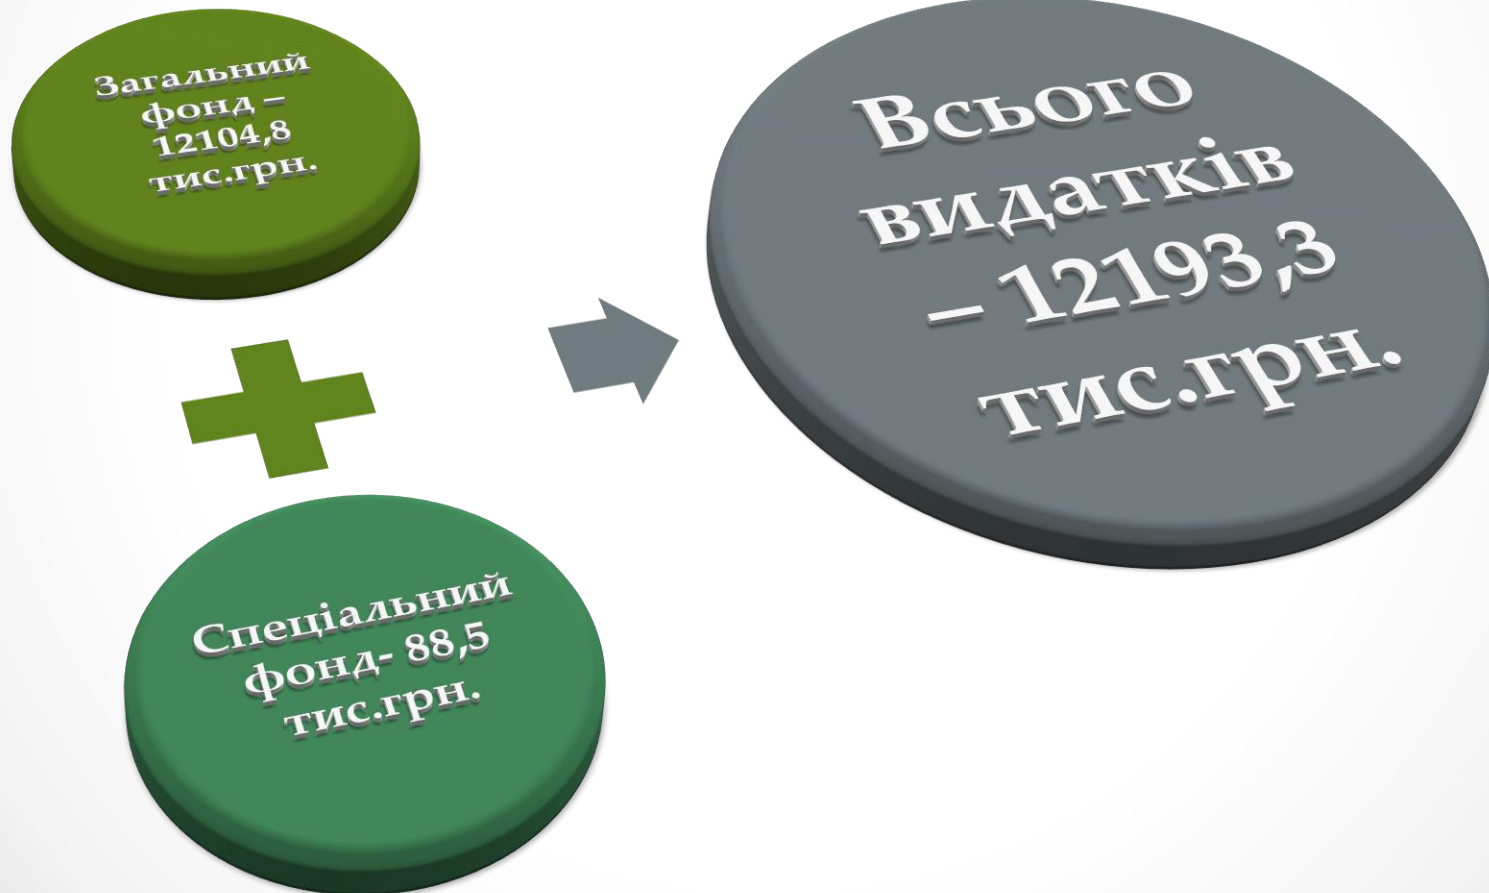 Загальний
фонд –
12104,8
тис.грн.
Спеціальний
фонд- 88,5
тис.грн.
Всього
видатків
– 12193,3
тис.грн.